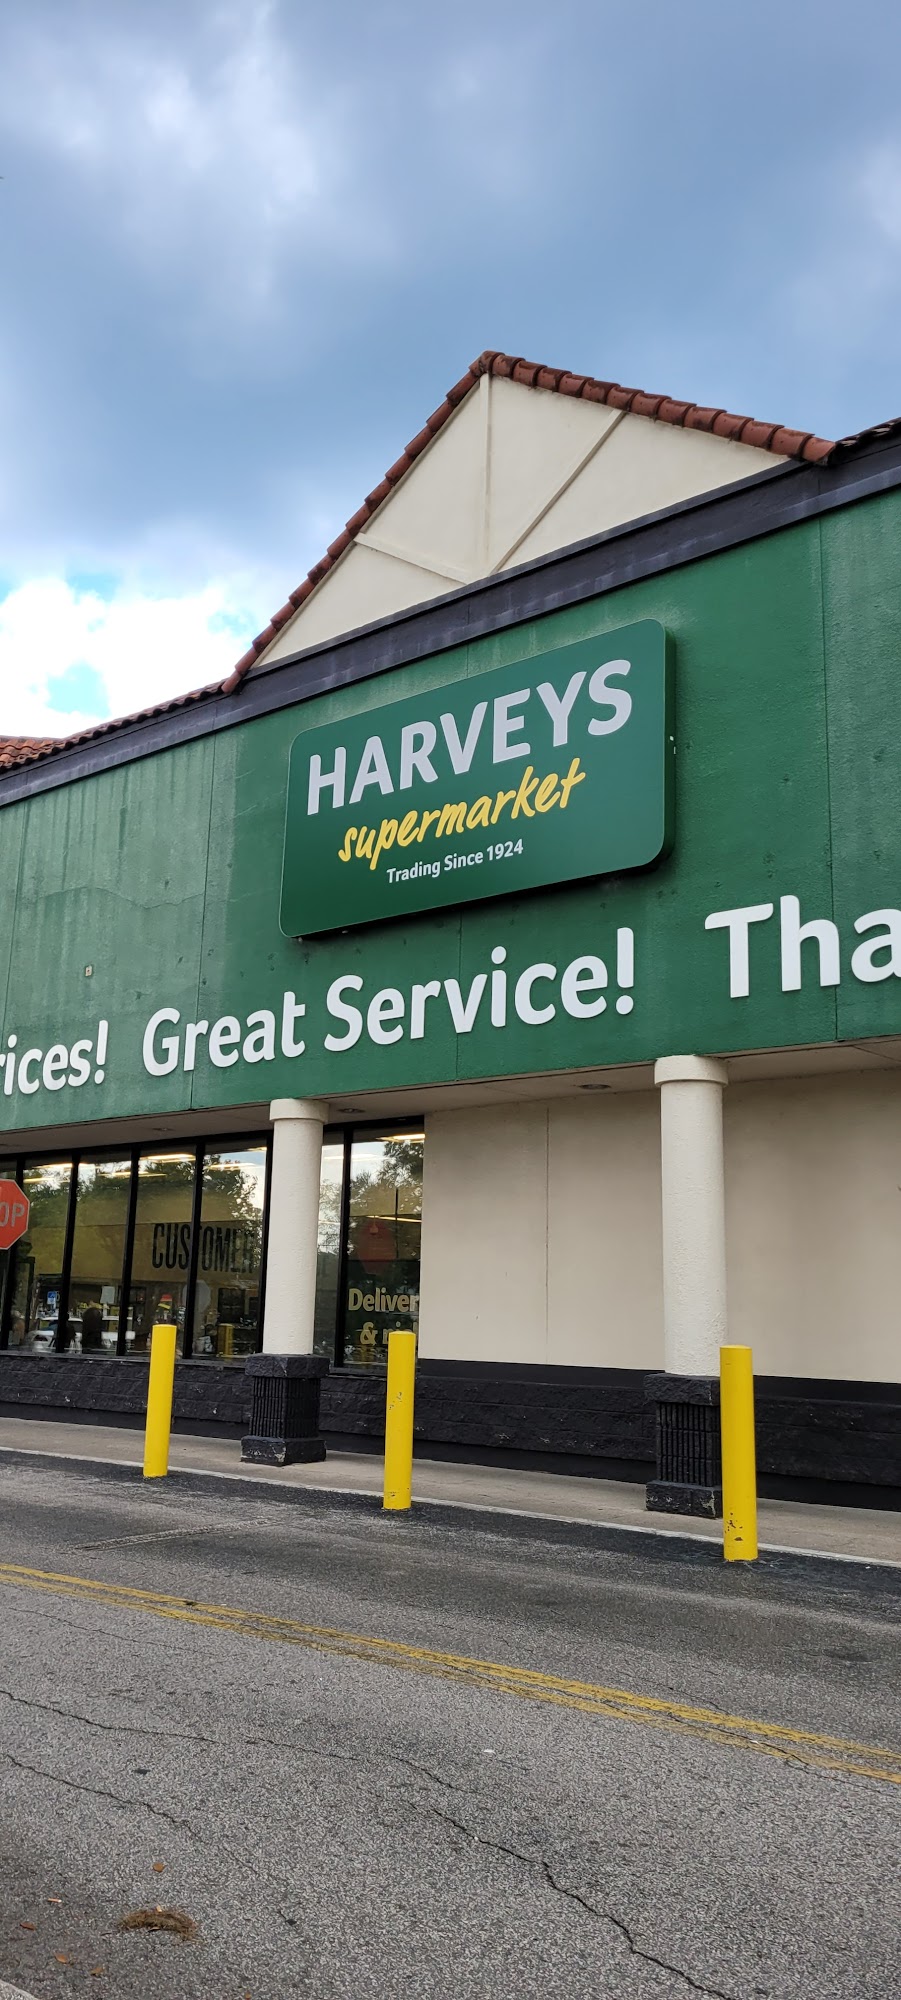 HARVEYS
supermarket
Trading Since 1924
rices! Great Service! Tha
OP
CUSTOMER
Deliver
&